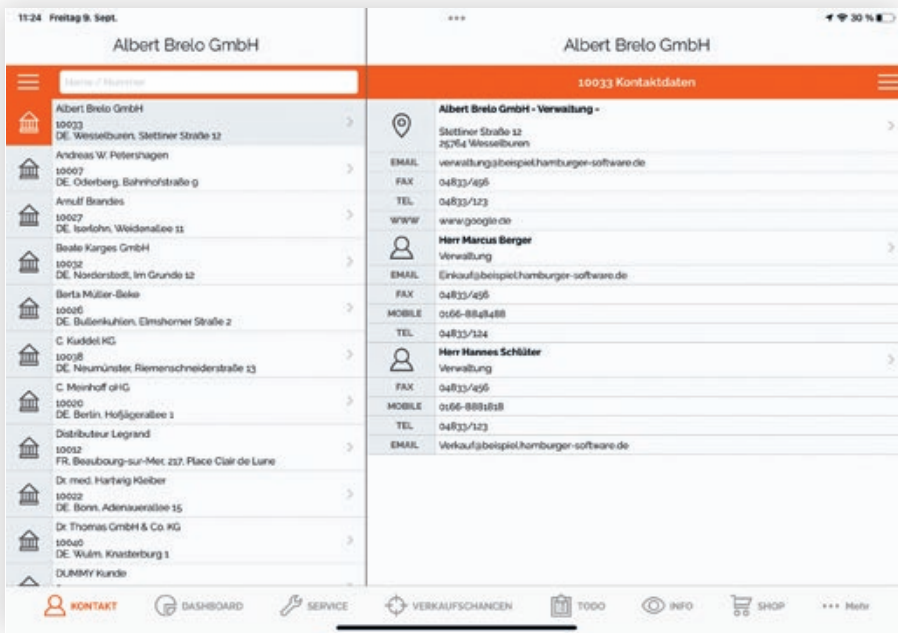 11:24 Freitag 9. Sept.
30 %
Albert Brelo GmbH
Name / Nummer
Albert Brelo GmbH
10033
DE, Wesselburen, Stettiner Straße 12
Andreas W. Petershagen
10007
DE, Oderberg, Bahnhofstraße 9
Arnulf Brandes
10027
DE, Iserlohn, Weidenallee 11
Beate Karges GmbH
10032
DE, Norderstedt, Im Grunde 12
Berta Müller-Beke
10026
DE, Bullenkuhlen, Elmshorner Straße 2
C. Kuddel KG
10038
DE, Neumünster, Riemenschneiderstraße 13
C. Meinhoff oHG
10020
DE, Berlin, Hofjägerallee 1
Distributeur Legrand
10012
FR, Beaubourg-sur-Mer, 217, Place Clair de Lune
Dr. med. Hartwig Kleiber
10022
DE, Bonn, Adenauerallee 15
Dr. Thomas GmbH & Co. KG
10040
DE, Wulm, Knasterburg 1
DUMMY Kunde
Albert Brelo GmbH
10033 Kontaktdaten
Albert Brelo GmbH - Verwaltung -
Stettiner Straße 12
25764 Wesselburen
EMAIL verwaltung@beispiel.hamburger-software.de
FAX 04833/456
TEL. 04833/123
WWW www.google.de
Herr Marcus Berger
Verwaltung
EMAIL Einkauf@beispiel.hamburger-software.de
FAX 04833/456
MOBILE 0166-8848488
TEL. 04833/124
Herr Hannes Schlüter
Verwaltung
FAX 04833/456
MOBILE 0166-8881818
TEL. 04833/123
EMAIL Verkauf@beispiel.hamburger-software.de
KONTAKT DASHBOARD SERVICE VERKAUFSCHANCEN TODO INFO SHOP Mehr